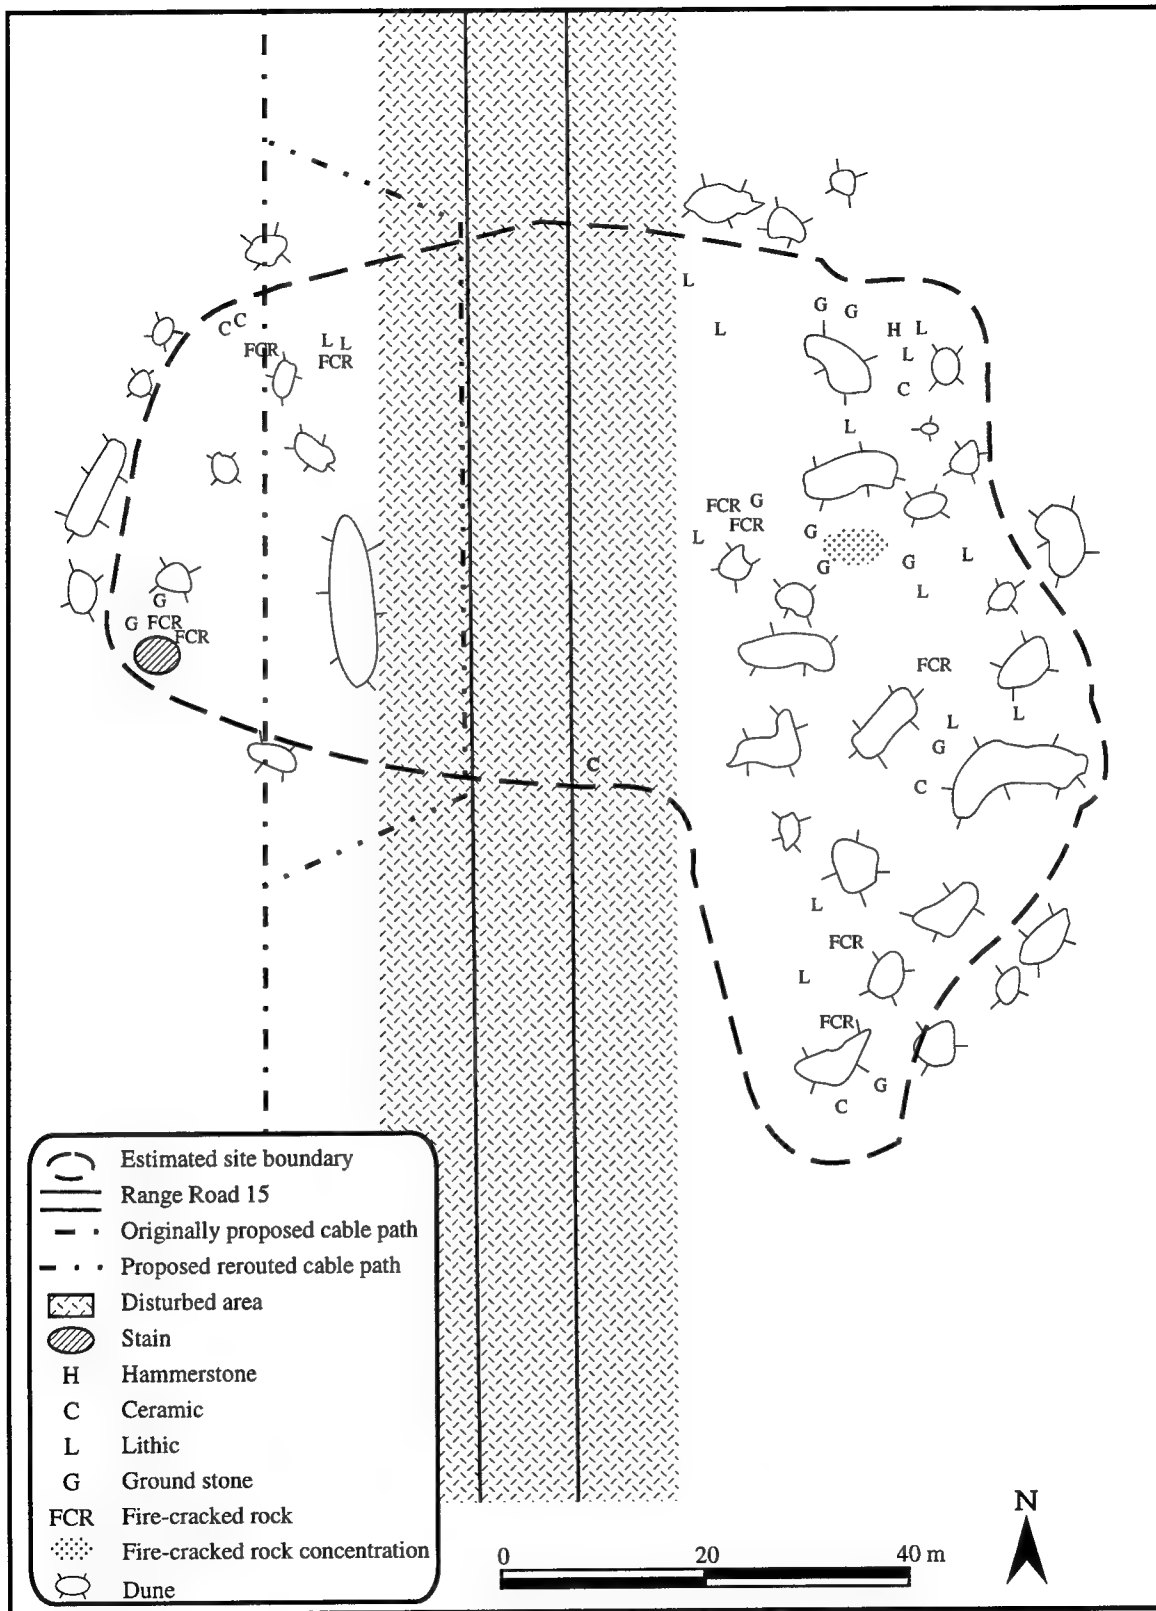 L
G G
C C
H L
L
L L
FCR
L
FCR
C
L
FCR G
FCR
G
L
L
G
G
L
G
G FCR
FCR
FCR
L
L
G
C
C
L
FCR
L
FCR
G
C
Estimated site boundary
Range Road 15
Originally proposed cable path
Proposed rerouted cable path
Disturbed area
Stain
H Hammerstone
C Ceramic
L Lithic
G Ground stone
FCR Fire-cracked rock
Fire-cracked rock concentration
Dune
0 20 40 m
N